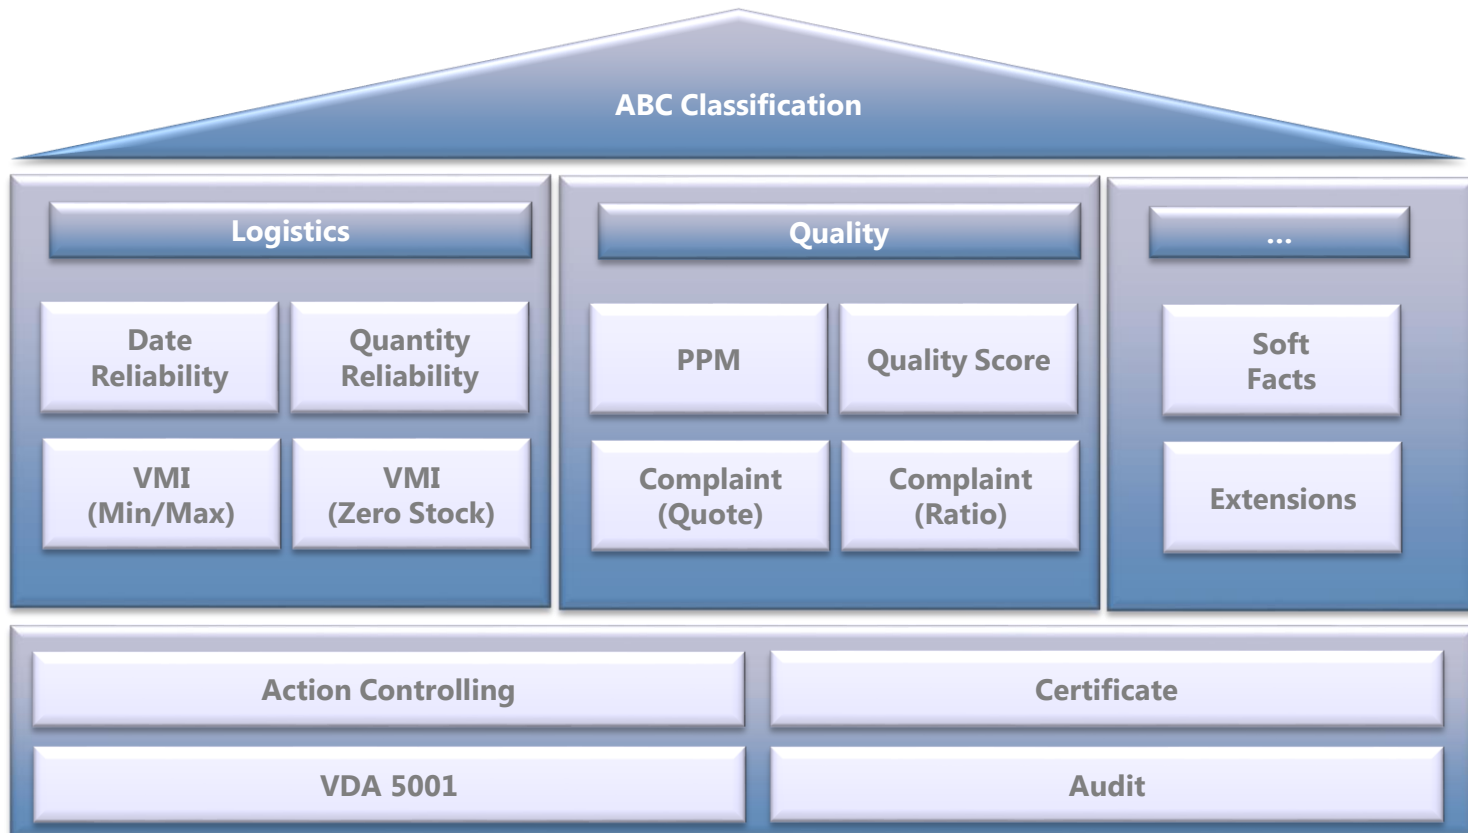 ABC Classification
Logistics
Date
Reliability
Quantity
Reliability
VMI
(Min/Max)
VMI
(Zero Stock)
Quality
PPM
Quality Score
Complaint
(Quote)
Complaint
(Ratio)
...
Soft
Facts
Extensions
Action Controlling
Certificate
VDA 5001
Audit